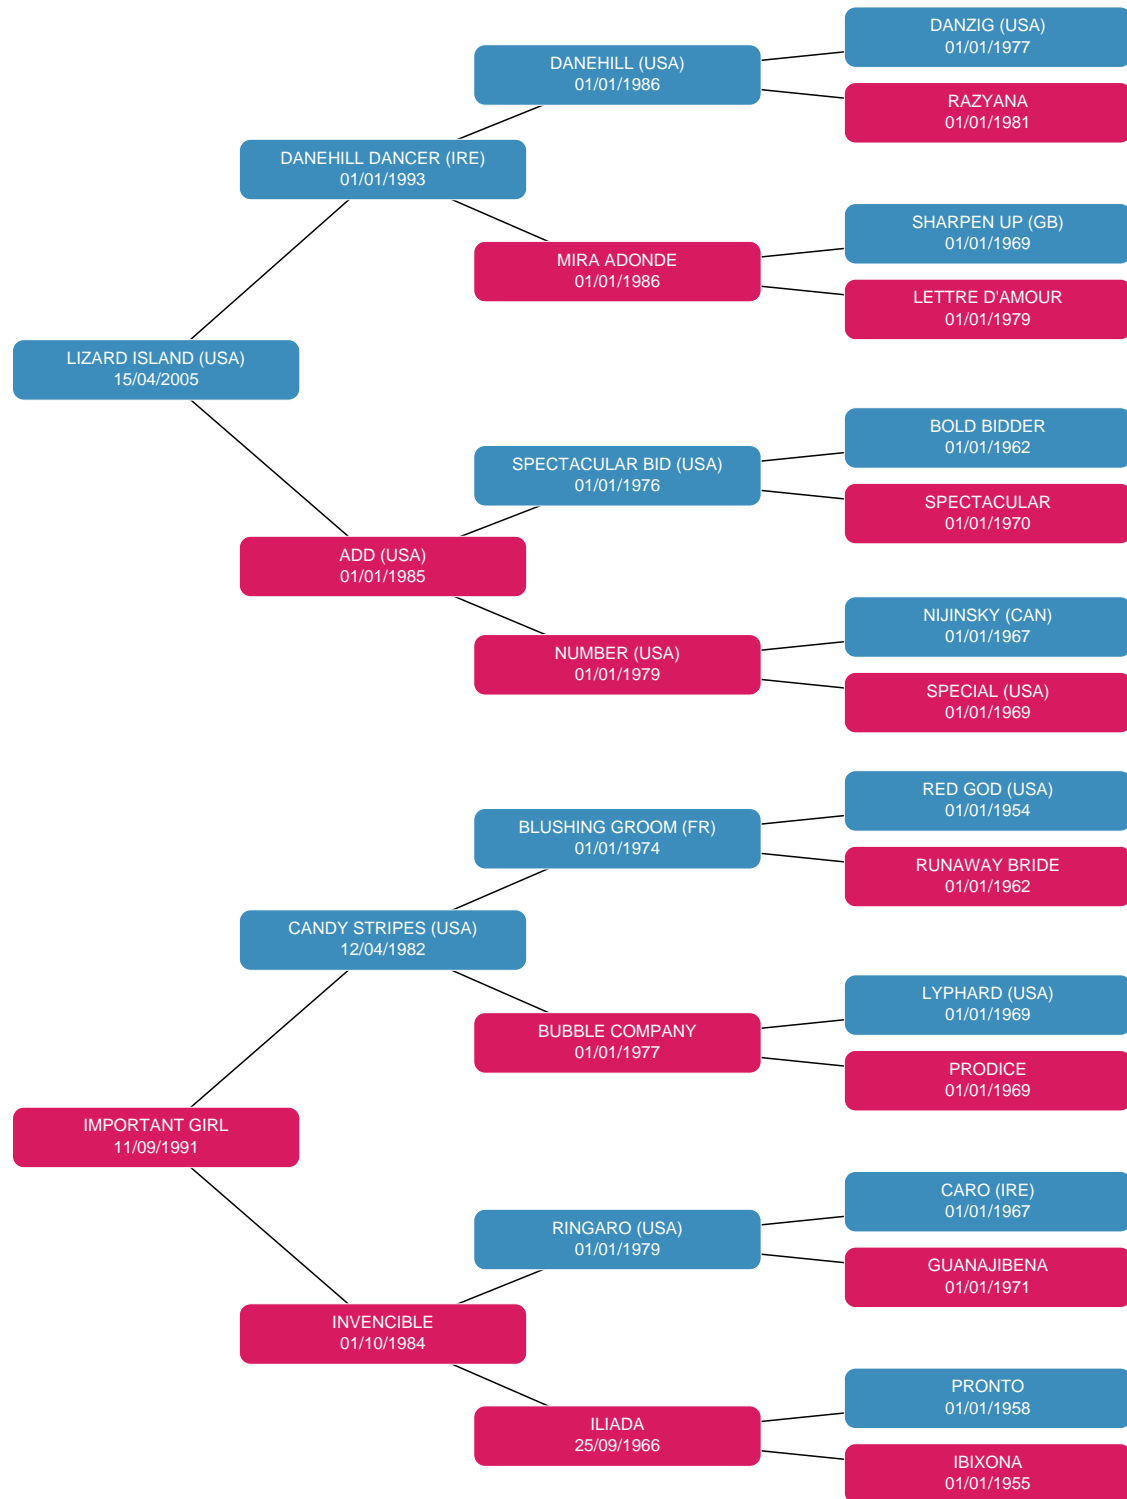 DANZIG (USA)
01/01/1977
DANEHILL (USA)
01/01/1986
RAZYANA
01/01/1981
DANEHILL DANCER (IRE)
01/01/1993
SHARPEN UP (GB)
01/01/1969
MIRA ADONDE
01/01/1986
LETTRE D'AMOUR
01/01/1979
LIZARD ISLAND (USA)
15/04/2005
BOLD BIDDER
01/01/1962
SPECTACULAR BID (USA)
01/01/1976
SPECTACULAR
01/01/1970
ADD (USA)
01/01/1985
NIJINSKY (CAN)
01/01/1967
NUMBER (USA)
01/01/1979
SPECIAL (USA)
01/01/1969
RED GOD (USA)
01/01/1954
BLUSHING GROOM (FR)
01/01/1974
RUNAWAY BRIDE
01/01/1962
CANDY STRIPES (USA)
12/04/1982
LYPHARD (USA)
01/01/1969
BUBBLE COMPANY
01/01/1977
PRODICE
01/01/1969
IMPORTANT GIRL
11/09/1991
CARO (IRE)
01/01/1967
RINGARO (USA)
01/01/1979
GUANAJIBENA
01/01/1971
INVENCIBLE
01/10/1984
PRONTO
01/01/1958
ILIADA
25/09/1966
IBIXONA
01/01/1955